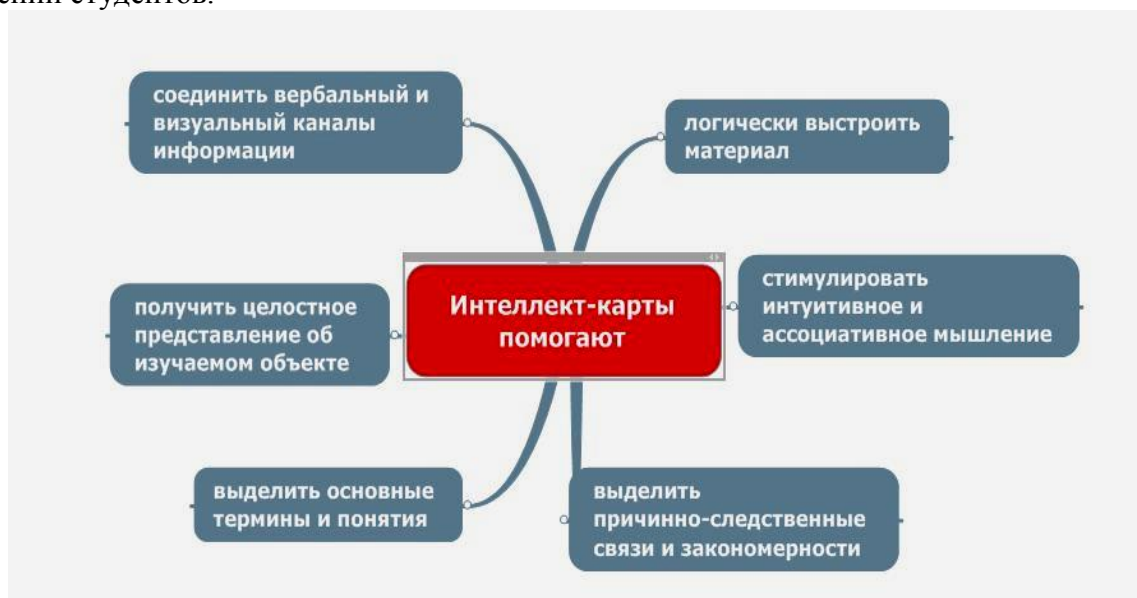 студентов.
соединить вербальный и
визуальный каналы
информации
логически выстроить
материал
Интеллект-карты
помогают
стимулировать
интуитивное и
ассоциативное мышление
получить целостное
представление об
изучаемом объекте
выделить основные
термины и понятия
выделить
причинно-следственные
связи и закономерности